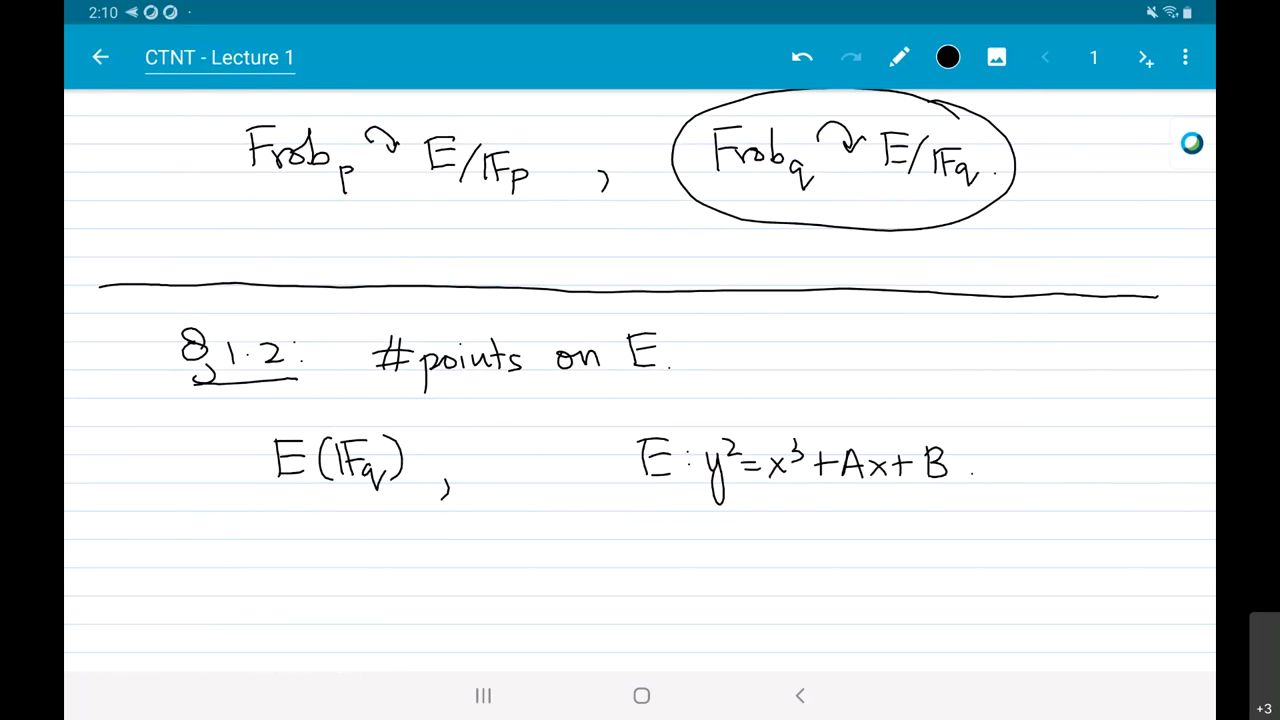 2:10
CTNT - Lecture 1
1
Frob_p ↷ E/𝔽_p , Frob_q ↷ E/𝔽_q .
§1.2: #points on E.
E(𝔽_q) , E: y²=x³+Ax+B .
+3